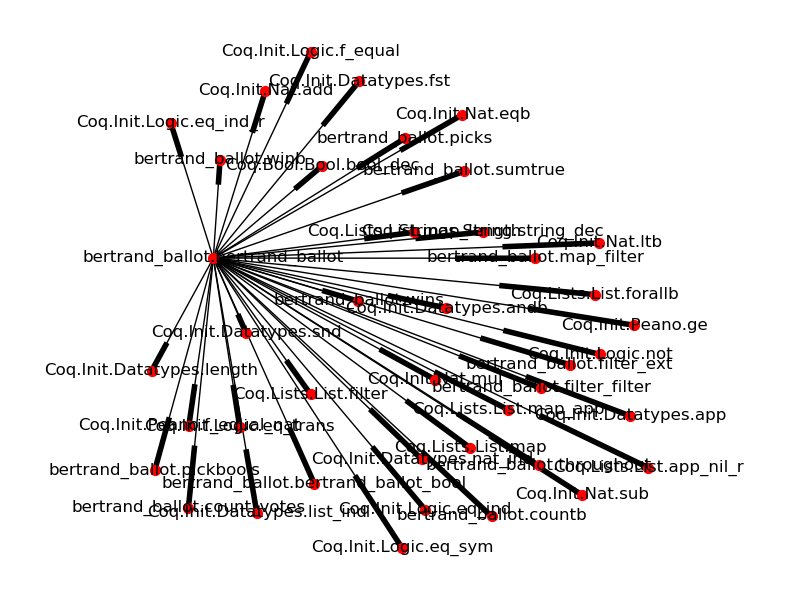 Coq.Init.Logic.f_equal
Coq.Init.Datatypes.fst
Coq.Init.Nat.add
Coq.Init.Nat.eqb
Coq.Init.Logic.eq_ind_r
bertrand_ballot.picks
bertrand_ballot.winb
Coq.Bool.Bool.bool_dec
bertrand_ballot.sumtrue
Coq.Lists.List.map_length
Coq.Strings.String.string_dec
Coq.Init.Nat.ltb
bertrand_ballot.bertrand_ballot
bertrand_ballot.map_filter
Coq.Lists.List.forallb
bertrand_ballot.wins
Coq.Init.Datatypes.andb
Coq.Init.Peano.ge
Coq.Init.Datatypes.snd
Coq.Init.Logic.not
bertrand_ballot.filter_ext
Coq.Init.Datatypes.length
Coq.Init.Nat.mul
bertrand_ballot.filter_filter
Coq.Lists.List.filter
Coq.Lists.List.map_app
Coq.Init.Datatypes.app
Coq.Init.Peano.f_equal_nat
Coq.Init.Logic.eq_trans
Coq.Lists.List.map
Coq.Init.Datatypes.nat_ind
bertrand_ballot.throughout
Coq.Lists.List.app_nil_r
bertrand_ballot.pickbools
bertrand_ballot.bertrand_ballot_bool
Coq.Init.Nat.sub
bertrand_ballot.countvotes
Coq.Init.Datatypes.list_ind
Coq.Init.Logic.eq_ind
bertrand_ballot.countb
Coq.Init.Logic.eq_sym